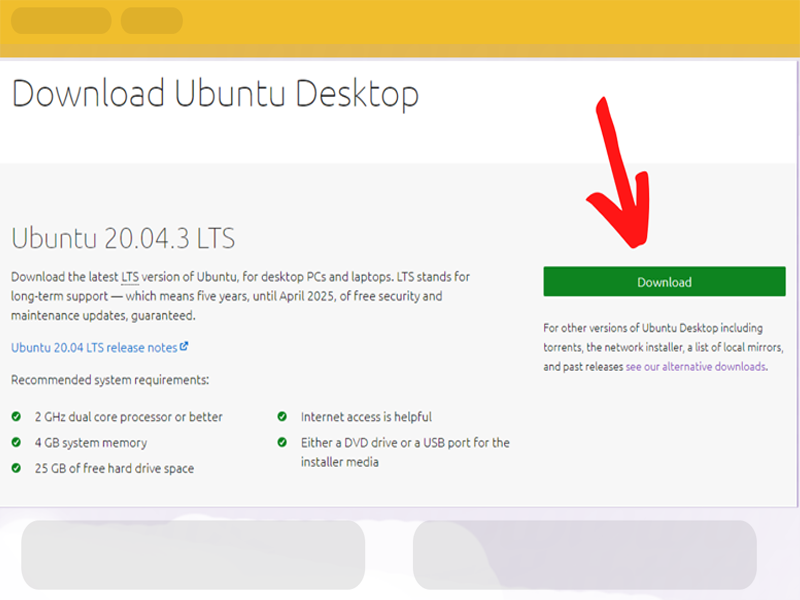 Download Ubuntu Desktop
Ubuntu 20.04.3 LTS
Download the latest LTS version of Ubuntu, for desktop PCs and laptops. LTS stands for
long-term support — which means five years, until April 2025, of free security and
maintenance updates, guaranteed.
Ubuntu 20.04 LTS release notes
Recommended system requirements:
2 GHz dual core processor or better
4 GB system memory
25 GB of free hard drive space
Internet access is helpful
Either a DVD drive or a USB port for the
installer media
Download
For other versions of Ubuntu Desktop including
torrents, the network installer, a list of local mirrors,
and past releases see our alternative downloads.